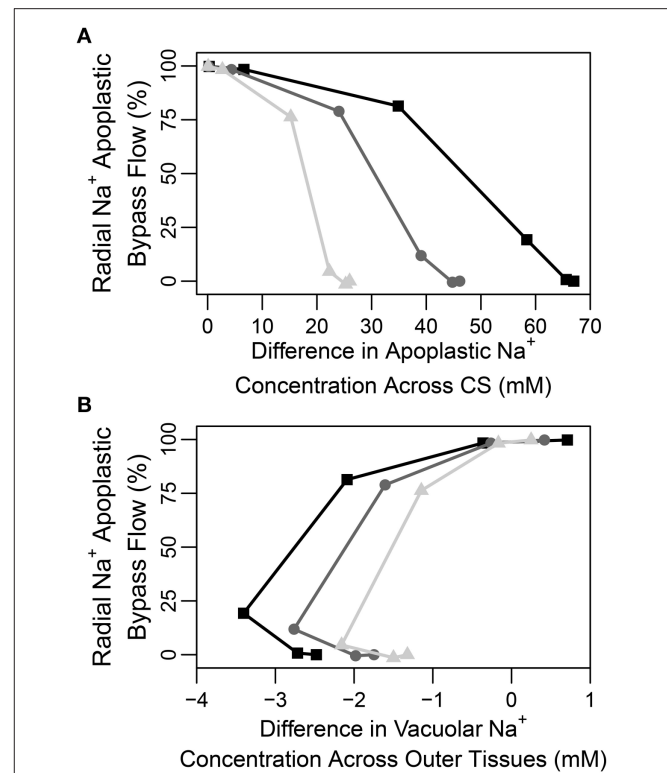 A
Radial Na+ Apoplastic
Bypass Flow (%)
100
75
50
25
0
0 10 20 30 40 50 60 70
Difference in Apoplastic Na+
Concentration Across CS (mM)
B
Radial Na+ Apoplastic
Bypass Flow (%)
100
75
50
25
0
−4 −3 −2 −1 0 1
Difference in Vacuolar Na+
Concentration Across Outer Tissues (mM)